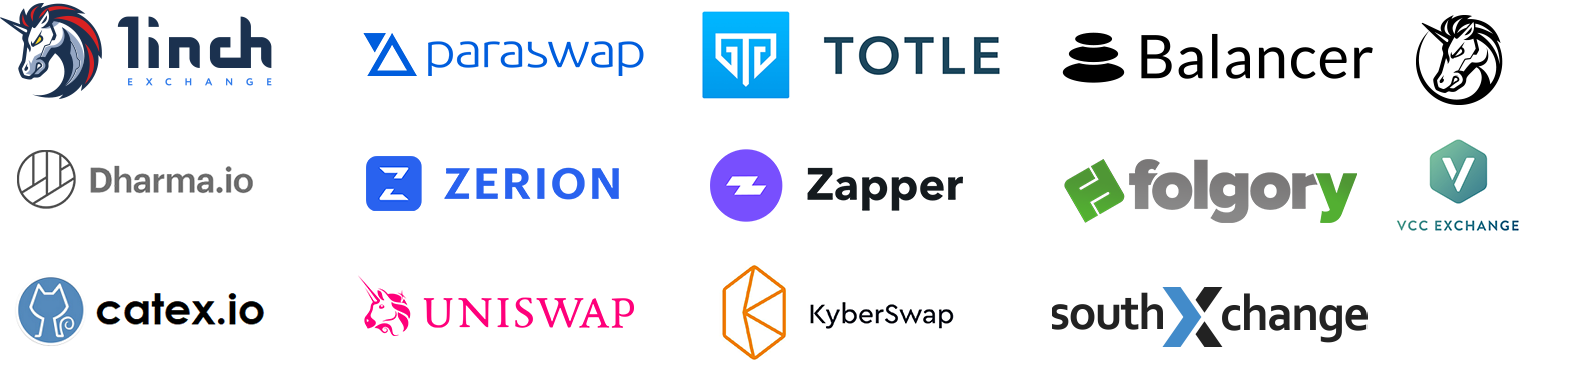 1inch
EXCHANGE
paraswap
TOTLE
Balancer
Dharma.io
ZERION
Zapper
folgory
VCC EXCHANGE
catex.io
UNISWAP
KyberSwap
southXchange